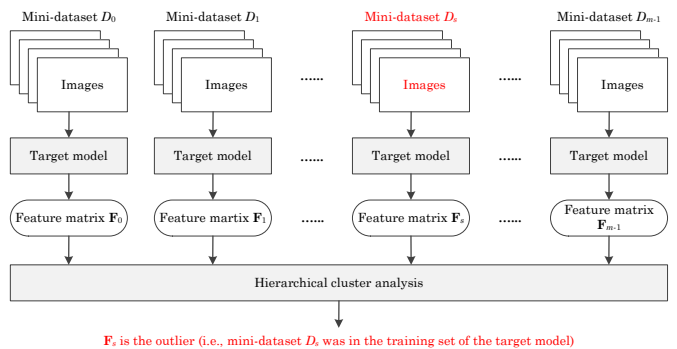 Mini-dataset D0 Mini-dataset D1 Mini-dataset Ds Mini-dataset Dm-1
Images Images ...... Images ...... Images
Target model Target model ...... Target model ...... Target model
Feature matrix F0 Feature martix F1 ...... Feature matrix Fs ...... Feature matrix
Fm-1
Hierarchical cluster analysis
Fs is the outlier (i.e., mini-dataset Ds was in the training set of the target model)